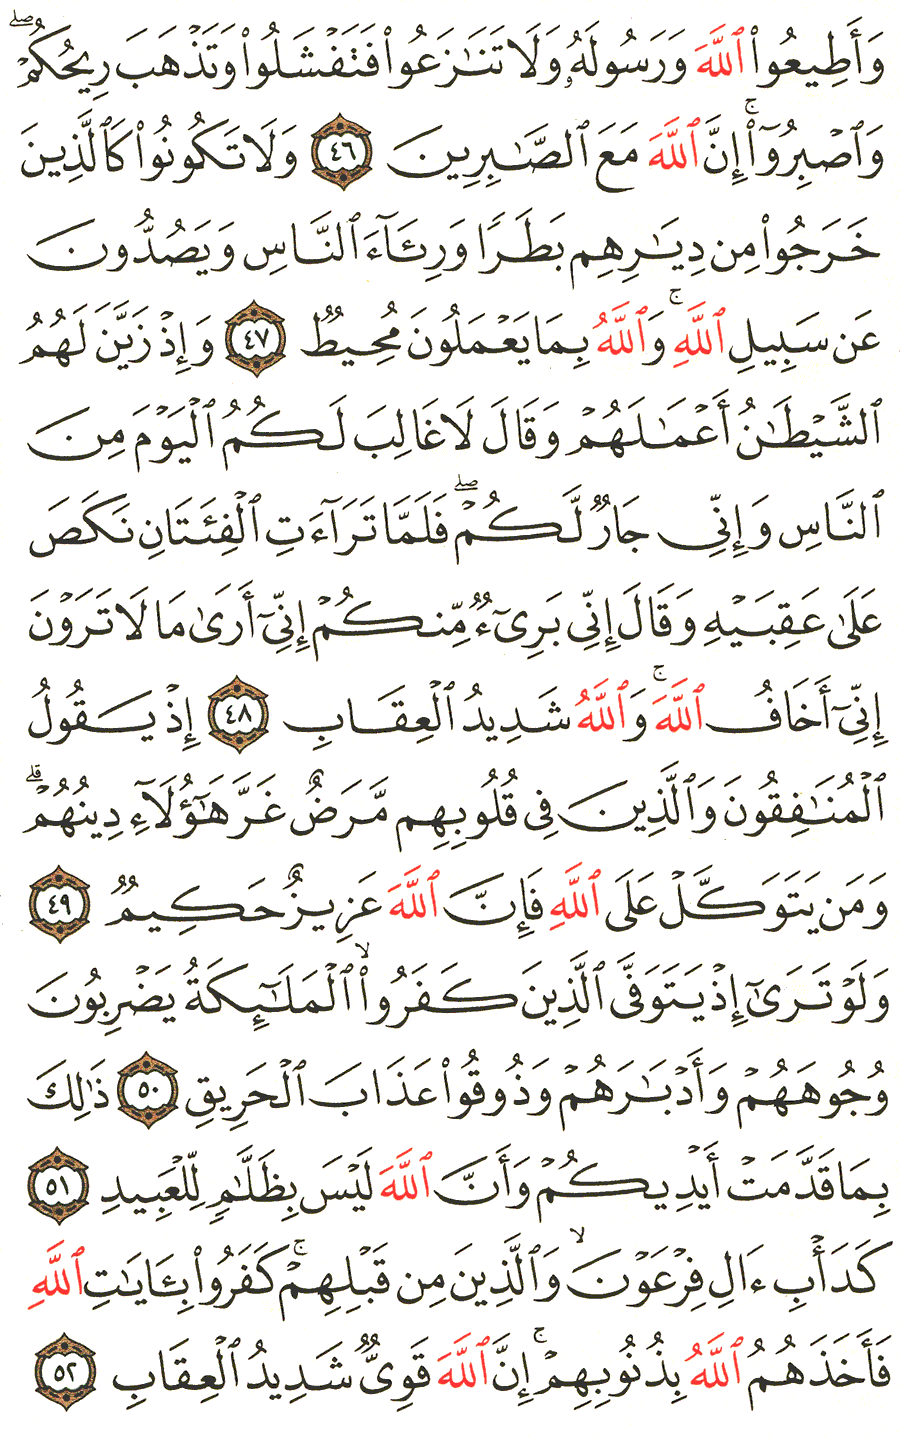 وَأَطِيعُوا۟ ٱللَّهَ وَرَسُولَهُۥ وَلَا تَنَـٰزَعُوا۟ فَتَفْشَلُوا۟ وَتَذْهَبَ رِيحُكُمْ ۖ
وَٱصْبِرُوٓا۟ ۚ إِنَّ ٱللَّهَ مَعَ ٱلصَّـٰبِرِينَ ٤٦ وَلَا تَكُونُوا۟ كَٱلَّذِينَ
خَرَجُوا۟ مِن دِيَـٰرِهِم بَطَرًا وَرِئَآءَ ٱلنَّاسِ وَيَصُدُّونَ
عَن سَبِيلِ ٱللَّهِ ۚ وَٱللَّهُ بِمَا يَعْمَلُونَ مُحِيطٌ ٤٧ وَإِذْ زَيَّنَ لَهُمُ
ٱلشَّيْطَـٰنُ أَعْمَـٰلَهُمْ وَقَالَ لَا غَالِبَ لَكُمُ ٱلْيَوْمَ مِنَ
ٱلنَّاسِ وَإِنِّى جَارٌ لَّكُمْ ۖ فَلَمَّا تَرَآءَتِ ٱلْفِئَتَانِ نَكَصَ
عَلَىٰ عَقِبَيْهِ وَقَالَ إِنِّى بَرِىٓءٌ مِّنكُمْ إِنِّىٓ أَرَىٰ مَا لَا تَرَوْنَ
إِنِّىٓ أَخَافُ ٱللَّهَ ۚ وَٱللَّهُ شَدِيدُ ٱلْعِقَابِ ٤٨ إِذْ يَقُولُ
ٱلْمُنَـٰفِقُونَ وَٱلَّذِينَ فِى قُلُوبِهِم مَّرَضٌ غَرَّ هَـٰٓؤُلَآءِ دِينُهُمْ ۗ
وَمَن يَتَوَكَّلْ عَلَى ٱللَّهِ فَإِنَّ ٱللَّهَ عَزِيزٌ حَكِيمٌ ٤٩
وَلَوْ تَرَىٰٓ إِذْ يَتَوَفَّى ٱلَّذِينَ كَفَرُوا۟ ۙ ٱلْمَلَـٰٓئِكَةُ يَضْرِبُونَ
وُجُوهَهُمْ وَأَدْبَـٰرَهُمْ وَذُوقُوا۟ عَذَابَ ٱلْحَرِيقِ ٥٠ ذَٰلِكَ
بِمَا قَدَّمَتْ أَيْدِيكُمْ وَأَنَّ ٱللَّهَ لَيْسَ بِظَلَّـٰمٍ لِّلْعَبِيدِ ٥١
كَدَأْبِ ءَالِ فِرْعَوْنَ ۙ وَٱلَّذِينَ مِن قَبْلِهِمْ ۚ كَفَرُوا۟ بِـَٔايَـٰتِ ٱللَّهِ
فَأَخَذَهُمُ ٱللَّهُ بِذُنُوبِهِمْ ۚ إِنَّ ٱللَّهَ قَوِىٌّ شَدِيدُ ٱلْعِقَابِ ٥٢